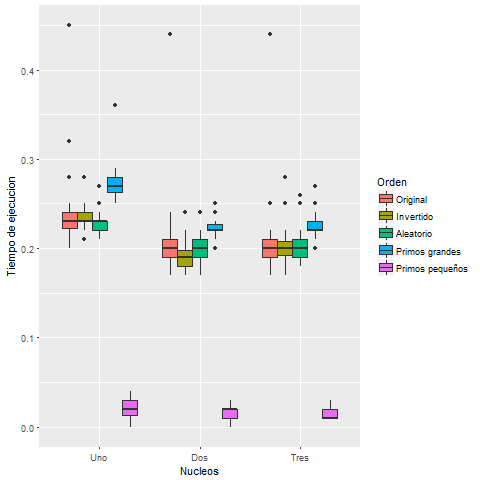 Tiempo de ejecucion
0.4
0.3
0.2
0.1
0.0
Uno
Dos
Tres
Nucleos
Orden
Original
Invertido
Aleatorio
Primos grandes
Primos pequeños